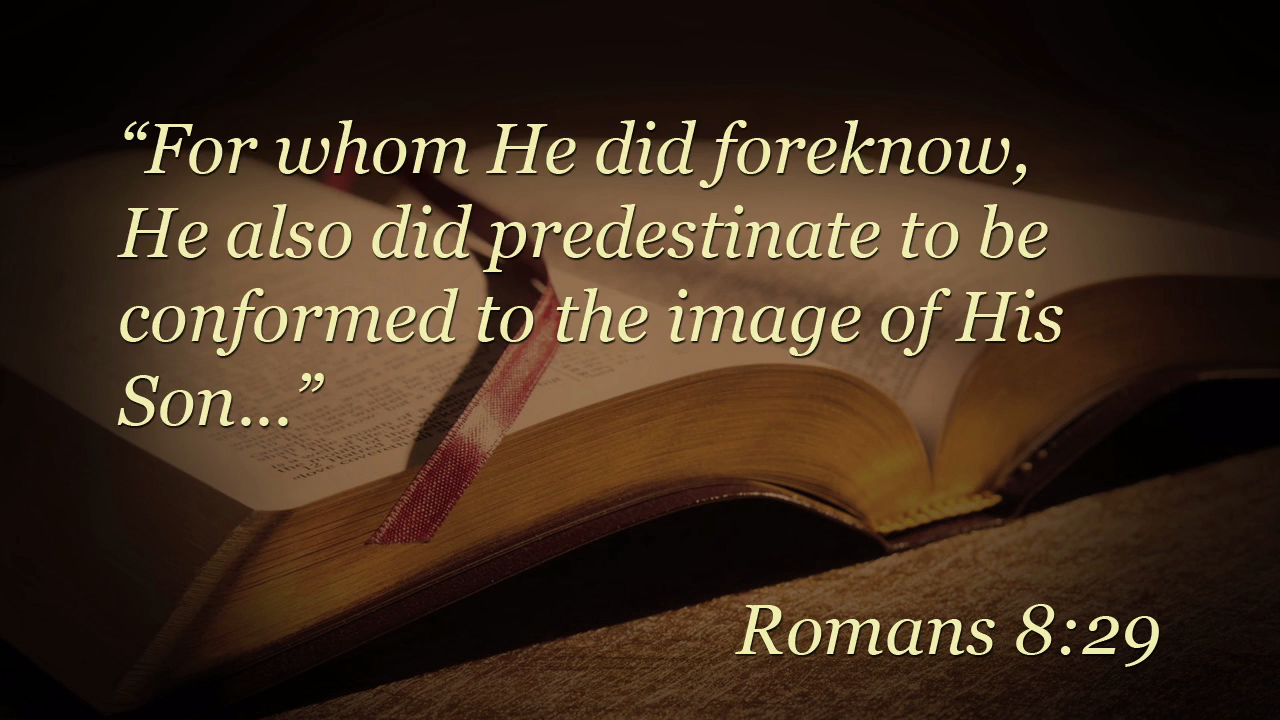 “For whom He did foreknow,
He also did predestinate to be
conformed to the image of His
Son...”
Romans 8:29